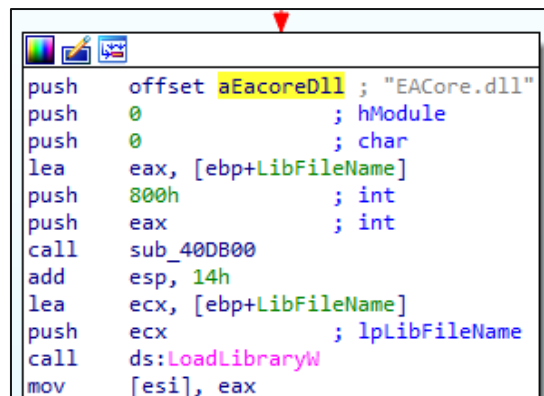 push offset aEacoreDll ; "EACore.dll"
push 0 ; hModule
push 0 ; char
lea eax, [ebp+LibFileName]
push 800h ; int
push eax ; int
call sub_40DB00
add esp, 14h
lea ecx, [ebp+LibFileName]
push ecx ; lpLibFileName
call ds:LoadLibraryW
mov [esi], eax